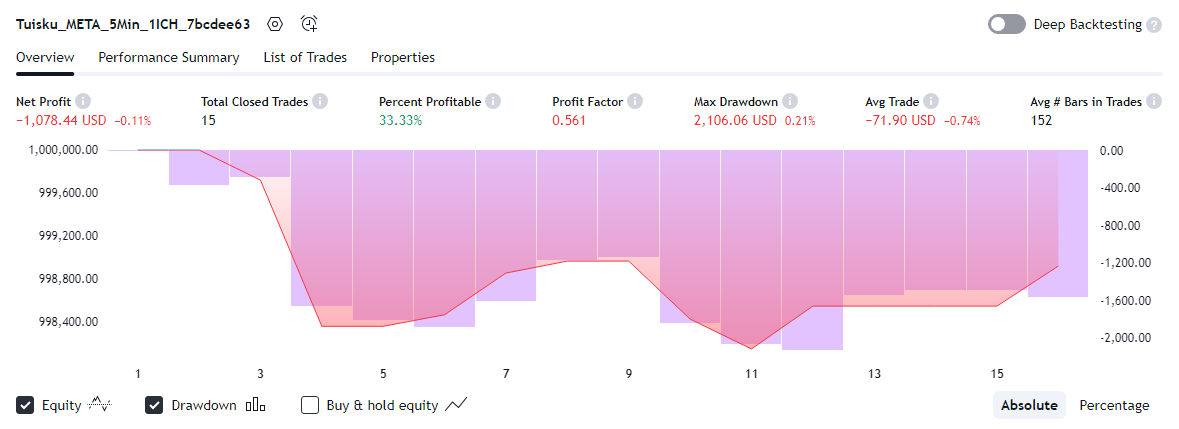 Tuisku_META_5Min_1ICH_7bcdee63 Deep Backtesting ?
Overview Performance Summary List of Trades Properties
Net Profit i Total Closed Trades i Percent Profitable i Profit Factor i Max Drawdown i Avg Trade i Avg # Bars in Trades i
−1,078.44 USD −0.11% 15 33.33% 0.561 2,106.06 USD 0.21% −71.90 USD −0.74% 152
1,000,000.00 0.00
999,600.00 -400.00
999,200.00 -800.00
998,800.00 -1,200.00
998,400.00 -1,600.00
-2,000.00
1 3 5 7 9 11 13 15
Equity Drawdown Buy & hold equity Absolute Percentage